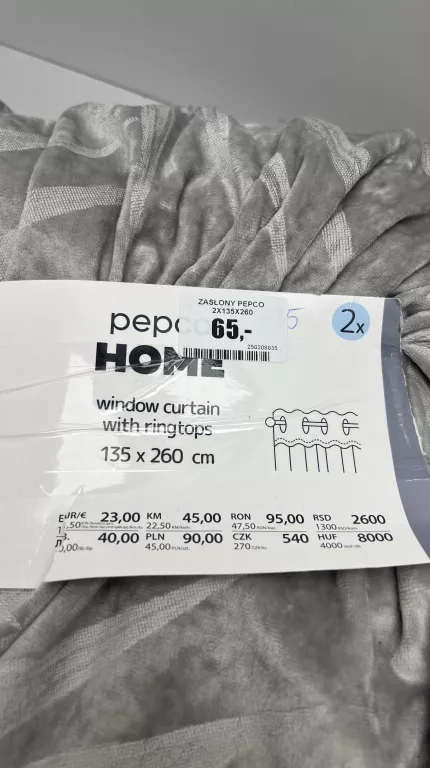 ZASŁONY PEPCO
2X135X260
65,-
250208035
5
2x
pepco
HOME
window curtain
with ringtops
135 x 260 cm
EUR/€ 23,00 KM 45,00 RON 95,00 RSD 2600
22,50 47,50 1300
40,00 PLN 90,00 CZK 540 HUF 8000
45,00 270 4000